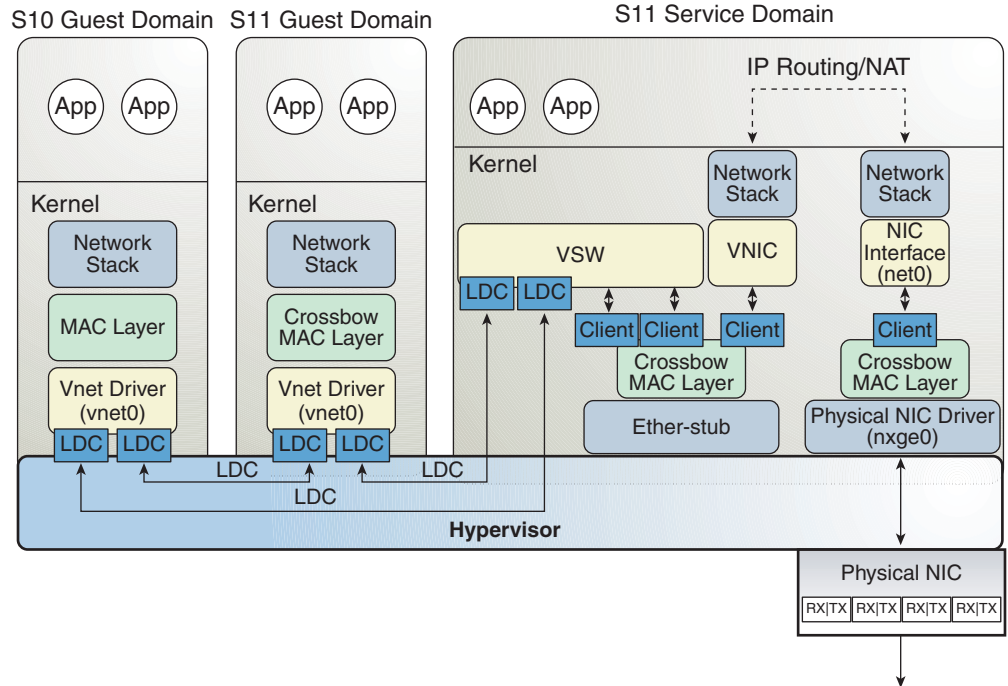 S10 Guest Domain
S11 Guest Domain
S11 Service Domain
App
App
App
App
App
App
IP Routing/NAT
Kernel
Kernel
Kernel
Network
Stack
MAC Layer
Vnet Driver
(vnet0)
LDC
LDC
Network
Stack
Crossbow
MAC Layer
Vnet Driver
(vnet0)
LDC
LDC
VSW
LDC
LDC
Network
Stack
VNIC
Client
Client
Client
Crossbow
MAC Layer
Ether-stub
Network
Stack
NIC
Interface
(net0)
Client
Crossbow
MAC Layer
Physical NIC Driver
(nxge0)
LDC
LDC
LDC
Hypervisor
Physical NIC
RX|TX
RX|TX
RX|TX
RX|TX